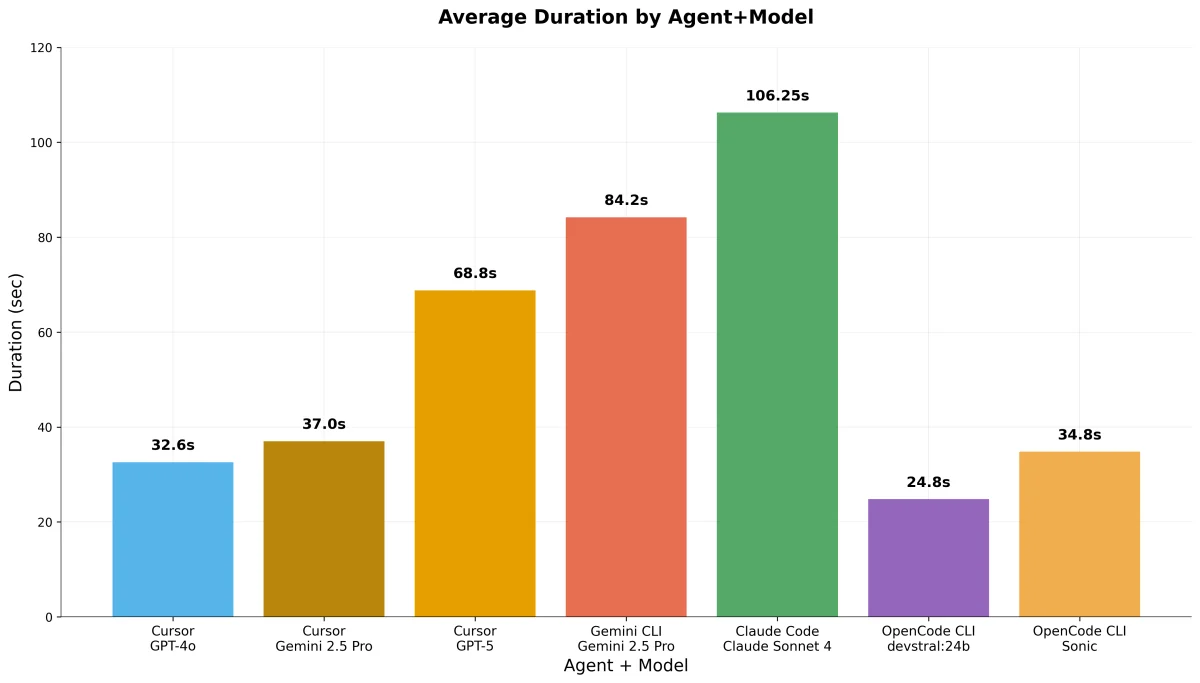 Average Duration by Agent+Model
Duration (sec)
120
100
80
60
40
20
0
32.6s
37.0s
68.8s
84.2s
106.25s
24.8s
34.8s
Cursor
GPT-4o
Cursor
Gemini 2.5 Pro
Cursor
GPT-5
Gemini CLI
Gemini 2.5 Pro
Claude Code
Claude Sonnet 4
OpenCode CLI
devstral:24b
OpenCode CLI
Sonic
Agent + Model